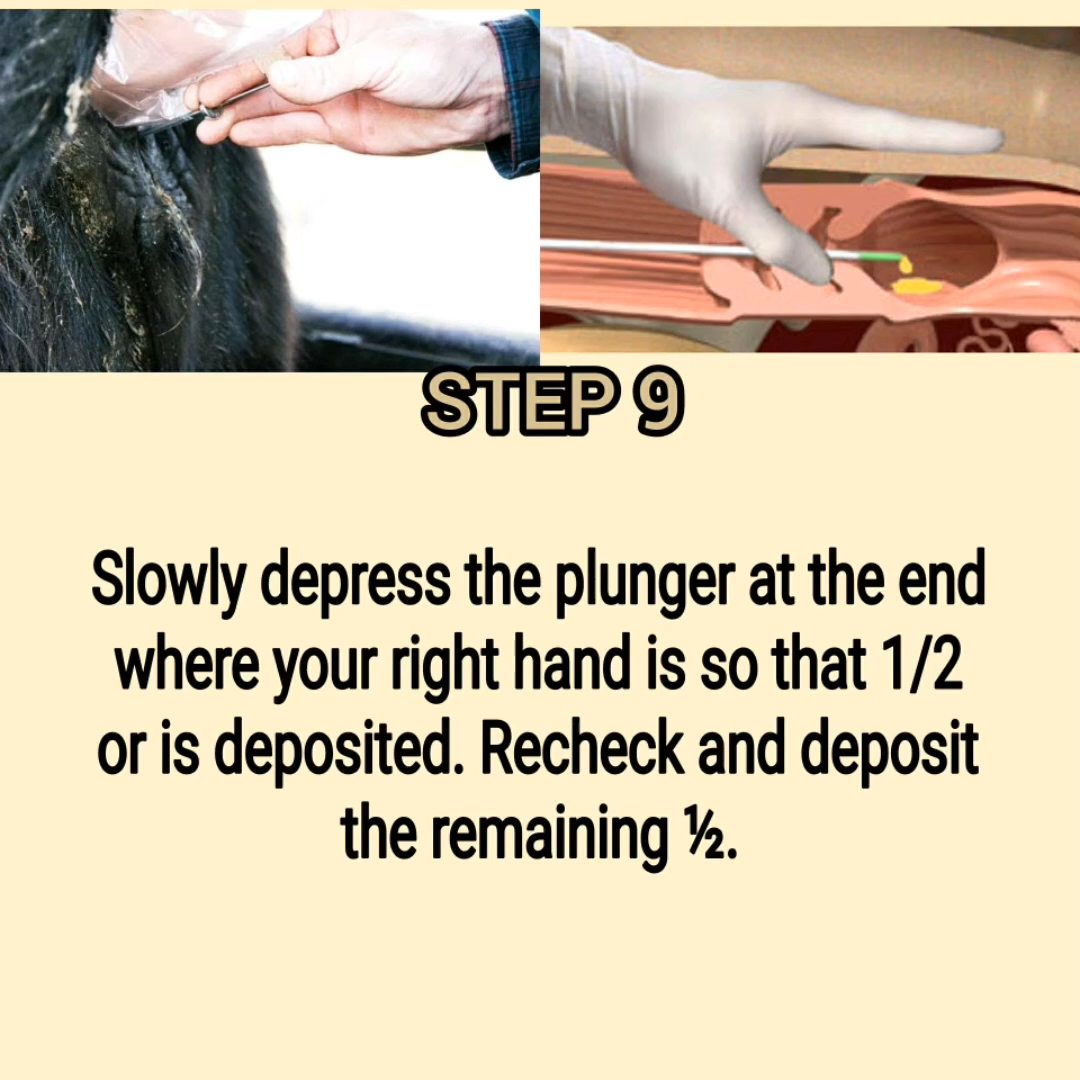 STEP 9
Slowly depress the plunger at the end
where your right hand is so that 1/2
or is deposited. Recheck and deposit
the remaining ½.